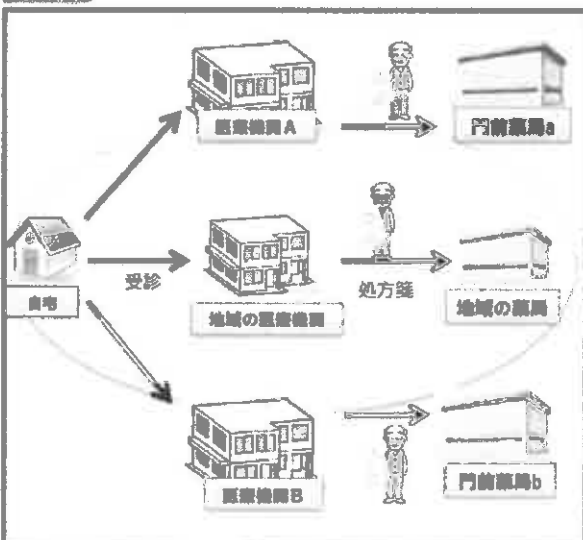 医療機関A
門前薬局a
受診
処方箋
自宅
地域の医療機関
地域の薬局
医療機関B
門前薬局b